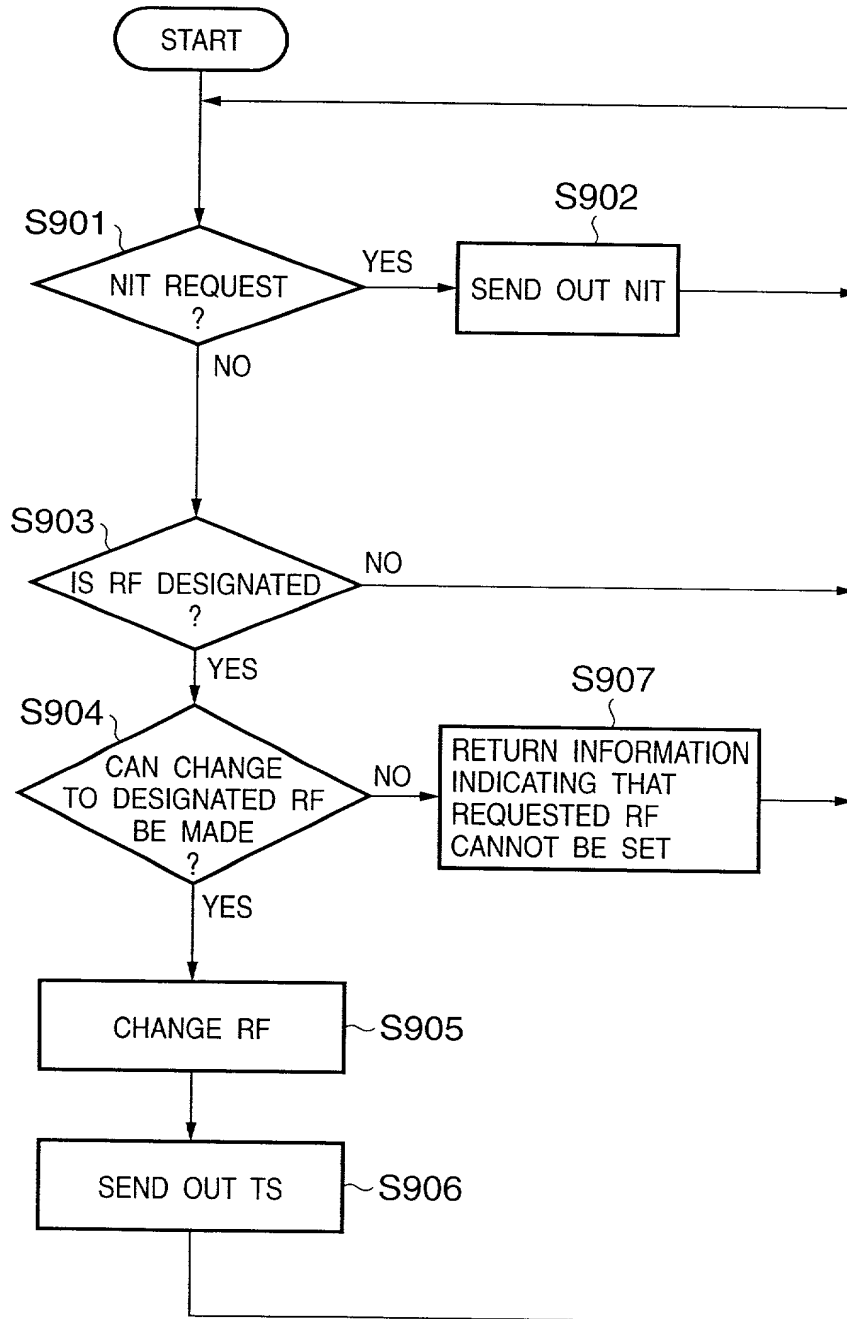 START
S901
NIT REQUEST
?
YES
NO
S902
SEND OUT NIT
S903
IS RF DESIGNATED
?
NO
YES
S904
CAN CHANGE
TO DESIGNATED RF
BE MADE
?
NO
YES
S907
RETURN INFORMATION
INDICATING THAT
REQUESTED RF
CANNOT BE SET
CHANGE RF
S905
SEND OUT TS
S906